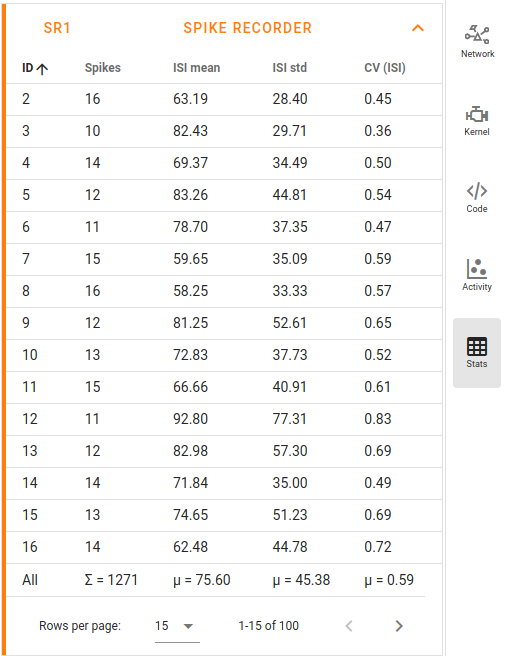 SR1 SPIKE RECORDER
ID Spikes ISI mean ISI std CV (ISI)
2 16 63.19 28.40 0.45
3 10 82.43 29.71 0.36
4 14 69.37 34.49 0.50
5 12 83.26 44.81 0.54
6 11 78.70 37.35 0.47
7 15 59.65 35.09 0.59
8 16 58.25 33.33 0.57
9 12 81.25 52.61 0.65
10 13 72.83 37.73 0.52
11 15 66.66 40.91 0.61
12 11 92.80 77.31 0.83
13 12 82.98 57.30 0.69
14 14 71.84 35.00 0.49
15 13 74.65 51.23 0.69
16 14 62.48 44.78 0.72
All Σ = 1271 μ = 75.60 μ = 45.38 μ = 0.59
Rows per page: 15 1-15 of 100
Network
Kernel
Code
Activity
Stats